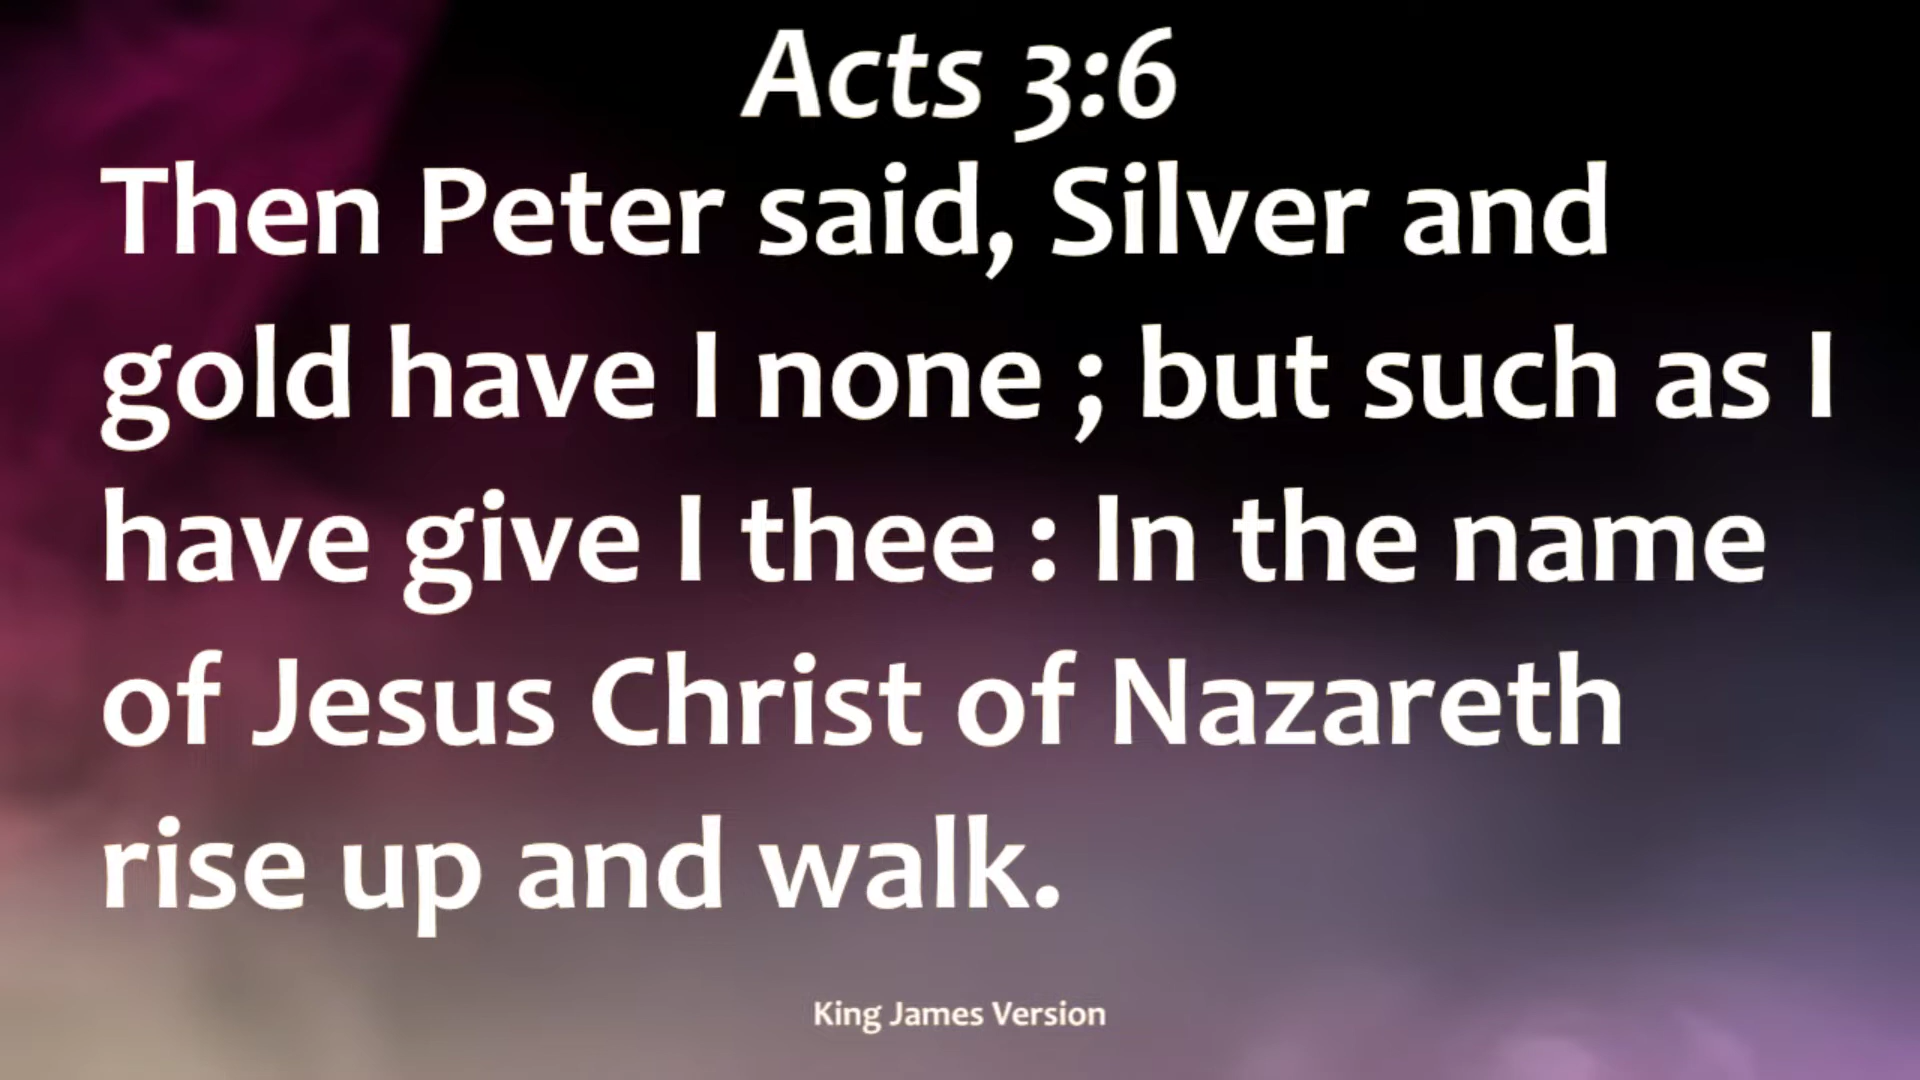 Acts 3:6
Then Peter said, Silver and
gold have I none ; but such as I
have give I thee : In the name
of Jesus Christ of Nazareth
rise up and walk.
King James Version